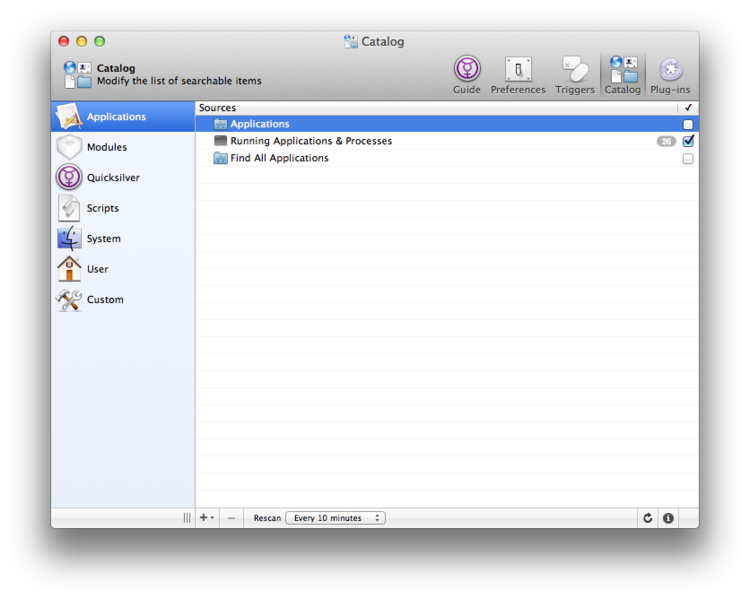 Catalog
Catalog
Modify the list of searchable items
Guide Preferences Triggers Catalog Plug-ins
Applications
Modules
Quicksilver
Scripts
System
User
Custom
Sources ✓
Applications
Running Applications & Processes 26
Find All Applications
Rescan Every 10 minutes